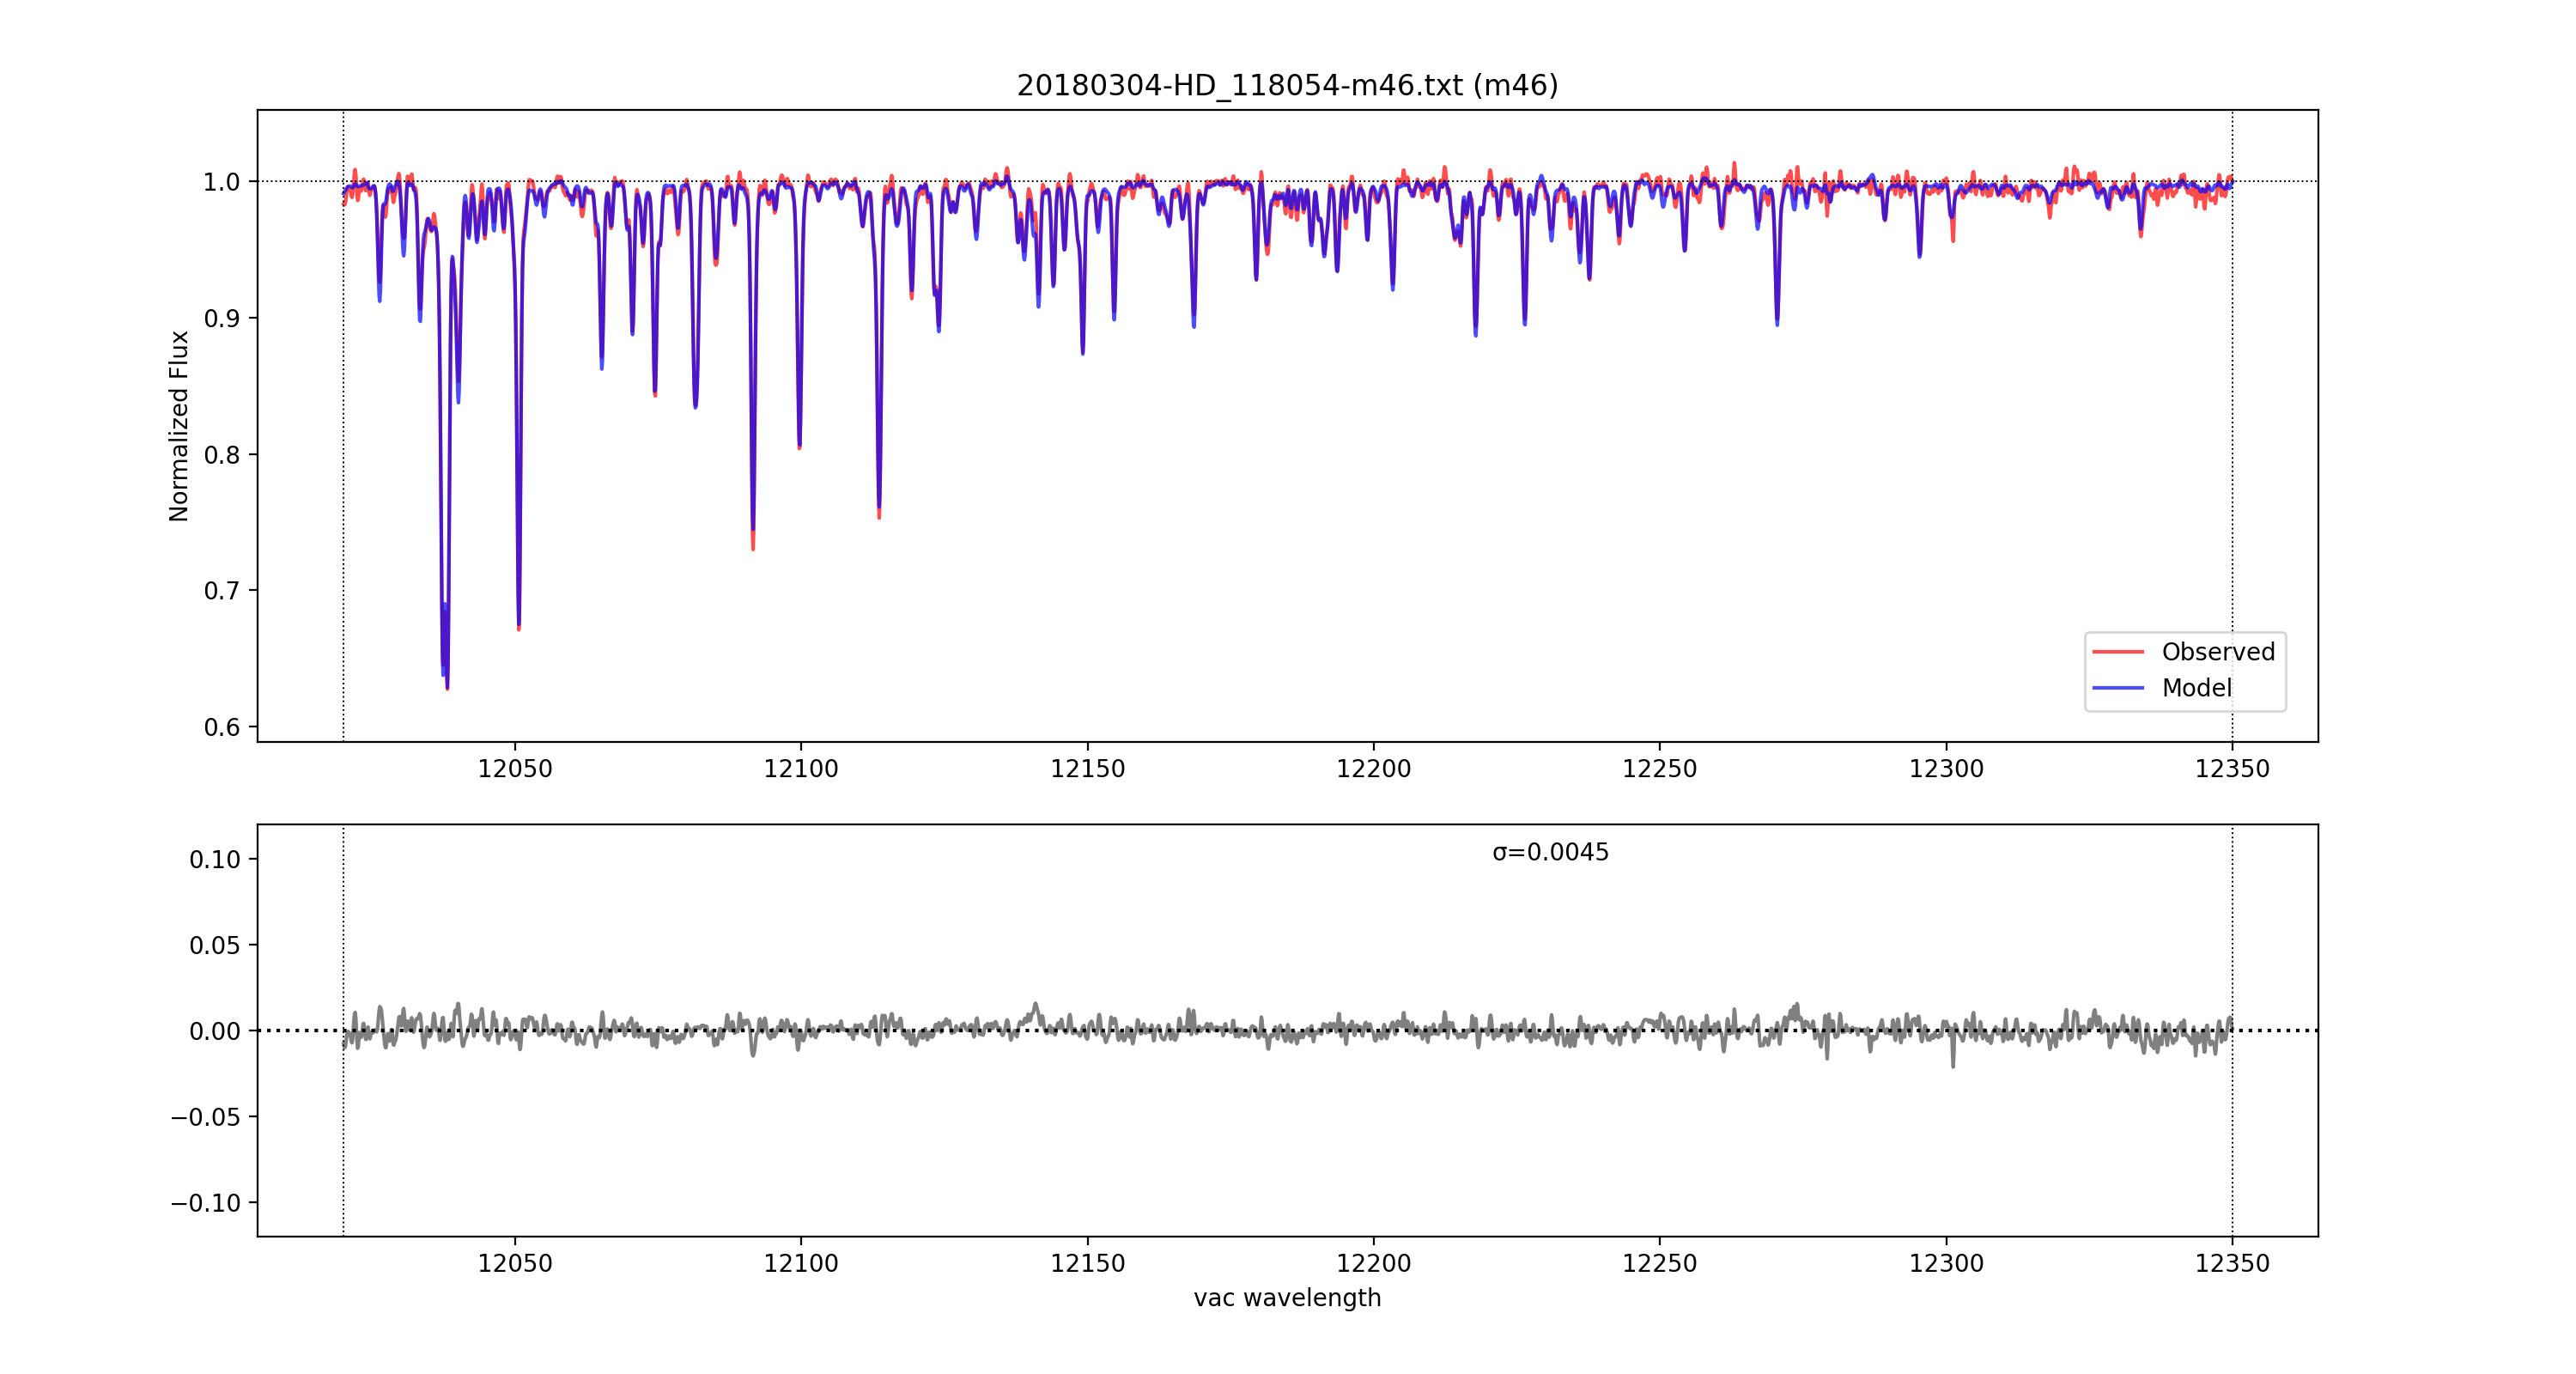 20180304-HD_118054-m46.txt (m46)
Normalized Flux
1.0
0.9
0.8
0.7
0.6
Observed
Model
12050 12100 12150 12200 12250 12300 12350
σ=0.0045
0.10
0.05
0.00
−0.05
−0.10
12050 12100 12150 12200 12250 12300 12350
vac wavelength